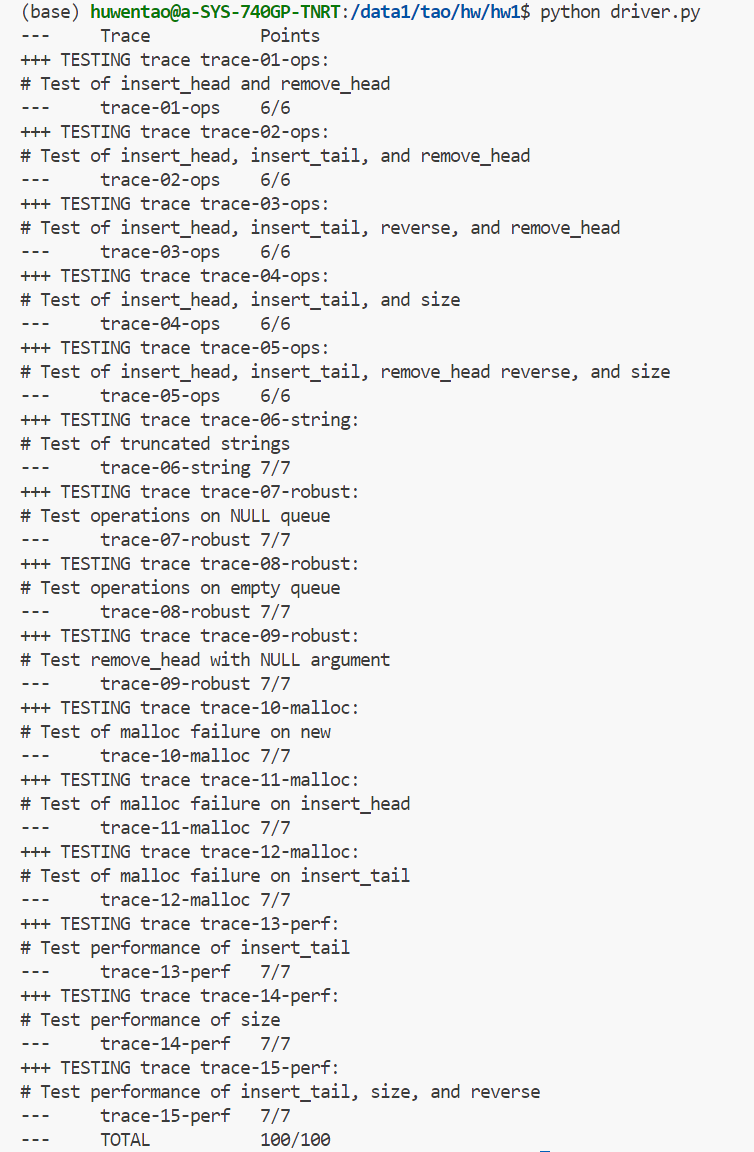 (base) huwentao@a-SYS-740GP-TNRT:/data1/tao/hw/hw1$ python driver.py
---     Trace           Points
+++ TESTING trace trace-01-ops:
# Test of insert_head and remove_head
---     trace-01-ops    6/6
+++ TESTING trace trace-02-ops:
# Test of insert_head, insert_tail, and remove_head
---     trace-02-ops    6/6
+++ TESTING trace trace-03-ops:
# Test of insert_head, insert_tail, reverse, and remove_head
---     trace-03-ops    6/6
+++ TESTING trace trace-04-ops:
# Test of insert_head, insert_tail, and size
---     trace-04-ops    6/6
+++ TESTING trace trace-05-ops:
# Test of insert_head, insert_tail, remove_head reverse, and size
---     trace-05-ops    6/6
+++ TESTING trace trace-06-string:
# Test of truncated strings
---     trace-06-string 7/7
+++ TESTING trace trace-07-robust:
# Test operations on NULL queue
---     trace-07-robust 7/7
+++ TESTING trace trace-08-robust:
# Test operations on empty queue
---     trace-08-robust 7/7
+++ TESTING trace trace-09-robust:
# Test remove_head with NULL argument
---     trace-09-robust 7/7
+++ TESTING trace trace-10-malloc:
# Test of malloc failure on new
---     trace-10-malloc 7/7
+++ TESTING trace trace-11-malloc:
# Test of malloc failure on insert_head
---     trace-11-malloc 7/7
+++ TESTING trace trace-12-malloc:
# Test of malloc failure on insert_tail
---     trace-12-malloc 7/7
+++ TESTING trace trace-13-perf:
# Test performance of insert_tail
---     trace-13-perf   7/7
+++ TESTING trace trace-14-perf:
# Test performance of size
---     trace-14-perf   7/7
+++ TESTING trace trace-15-perf:
# Test performance of insert_tail, size, and reverse
---     trace-15-perf   7/7
---     TOTAL           100/100